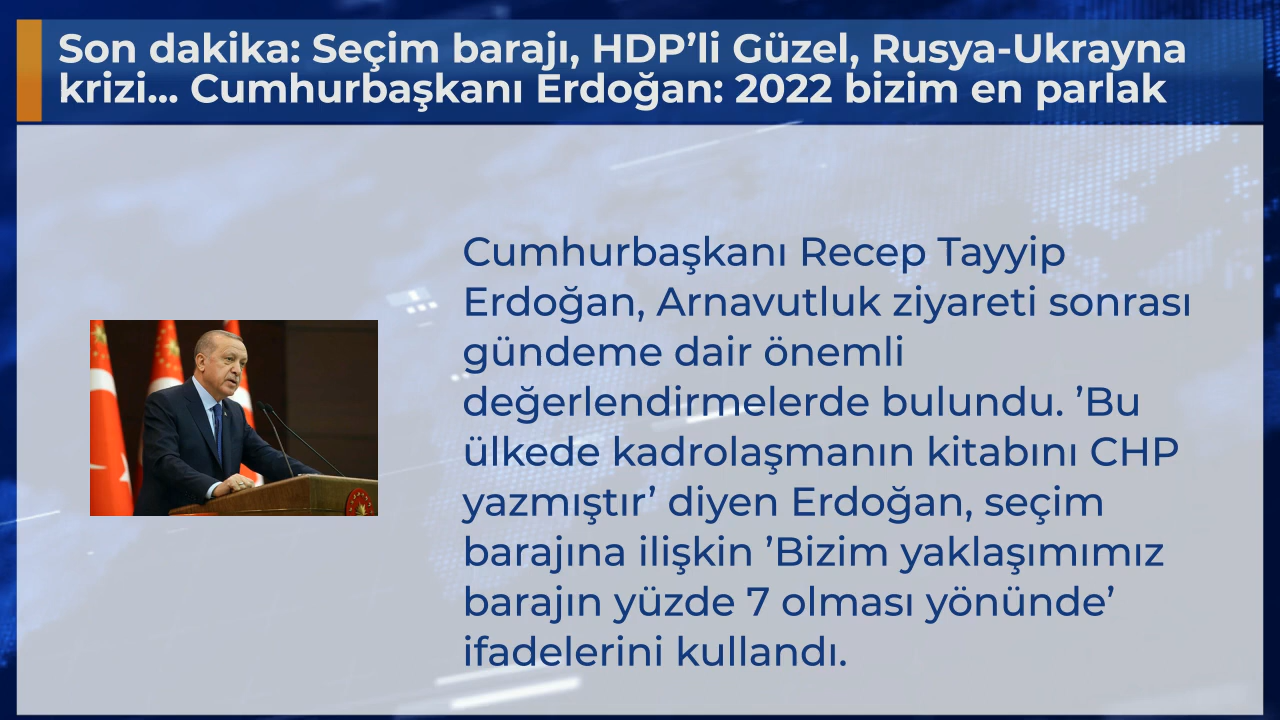 Son dakika: Seçim barajı, HDP’li Güzel, Rusya-Ukrayna
krizi... Cumhurbaşkanı Erdoğan: 2022 bizim en parlak
Cumhurbaşkanı Recep Tayyip
Erdoğan, Arnavutluk ziyareti sonrası
gündeme dair önemli
değerlendirmelerde bulundu. ’Bu
ülkede kadrolaşmanın kitabını CHP
yazmıştır’ diyen Erdoğan, seçim
barajına ilişkin ’Bizim yaklaşımımız
barajın yüzde 7 olması yönünde’
ifadelerini kullandı.